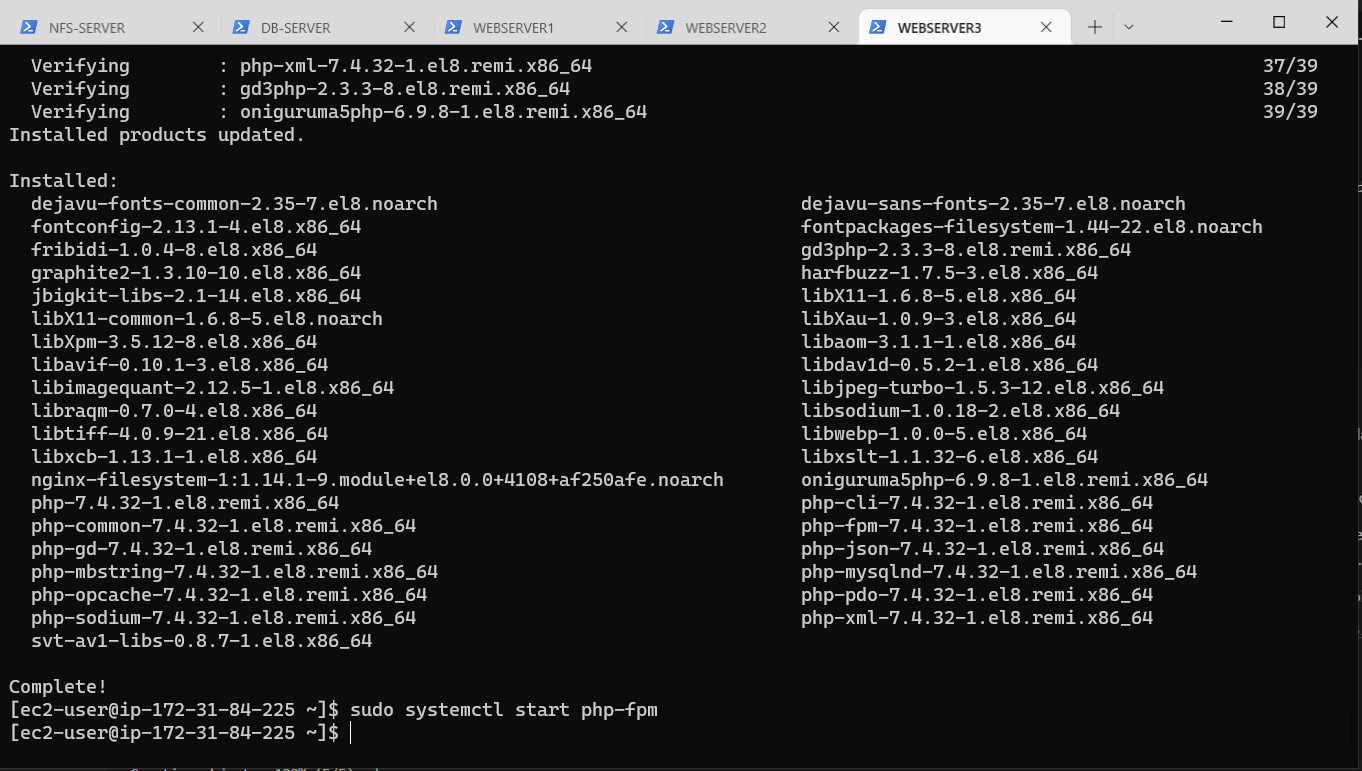 NFS-SERVER DB-SERVER WEBSERVER1 WEBSERVER2 WEBSERVER3
Verifying : php-xml-7.4.32-1.el8.remi.x86_64 37/39
Verifying : gd3php-2.3.3-8.el8.remi.x86_64 38/39
Verifying : oniguruma5php-6.9.8-1.el8.remi.x86_64 39/39
Installed products updated.
Installed:
dejavu-fonts-common-2.35-7.el8.noarch dejavu-sans-fonts-2.35-7.el8.noarch
fontconfig-2.13.1-4.el8.x86_64 fontpackages-filesystem-1.44-22.el8.noarch
fribidi-1.0.4-8.el8.x86_64 gd3php-2.3.3-8.el8.remi.x86_64
graphite2-1.3.10-10.el8.x86_64 harfbuzz-1.7.5-3.el8.x86_64
jbigkit-libs-2.1-14.el8.x86_64 libX11-1.6.8-5.el8.x86_64
libX11-common-1.6.8-5.el8.noarch libXau-1.0.9-3.el8.x86_64
libXpm-3.5.12-8.el8.x86_64 libaom-3.1.1-1.el8.x86_64
libavif-0.10.1-3.el8.x86_64 libdav1d-0.5.2-1.el8.x86_64
libimagequant-2.12.5-1.el8.x86_64 libjpeg-turbo-1.5.3-12.el8.x86_64
libraqm-0.7.0-4.el8.x86_64 libsodium-1.0.18-2.el8.x86_64
libtiff-4.0.9-21.el8.x86_64 libwebp-1.0.0-5.el8.x86_64
libxcb-1.13.1-1.el8.x86_64 libxslt-1.1.32-6.el8.x86_64
nginx-filesystem-1:1.14.1-9.module+el8.0.0+4108+af250afe.noarch oniguruma5php-6.9.8-1.el8.remi.x86_64
php-7.4.32-1.el8.remi.x86_64 php-cli-7.4.32-1.el8.remi.x86_64
php-common-7.4.32-1.el8.remi.x86_64 php-fpm-7.4.32-1.el8.remi.x86_64
php-gd-7.4.32-1.el8.remi.x86_64 php-json-7.4.32-1.el8.remi.x86_64
php-mbstring-7.4.32-1.el8.remi.x86_64 php-mysqlnd-7.4.32-1.el8.remi.x86_64
php-opcache-7.4.32-1.el8.remi.x86_64 php-pdo-7.4.32-1.el8.remi.x86_64
php-sodium-7.4.32-1.el8.remi.x86_64 php-xml-7.4.32-1.el8.remi.x86_64
svt-av1-libs-0.8.7-1.el8.x86_64
Complete!
[ec2-user@ip-172-31-84-225 ~]$ sudo systemctl start php-fpm
[ec2-user@ip-172-31-84-225 ~]$